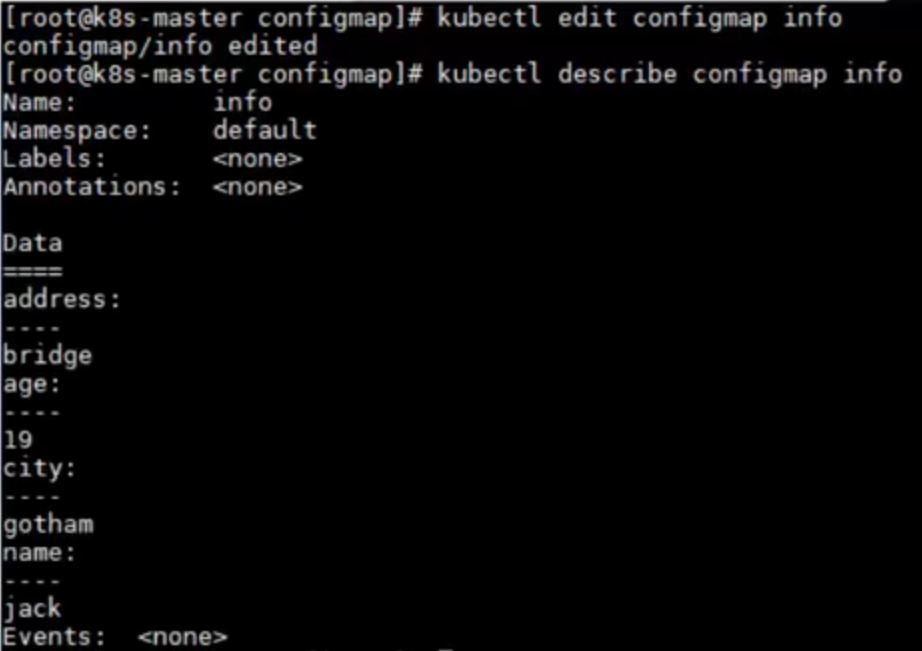 [root@k8s-master configmap]# kubectl edit configmap info
configmap/info edited
[root@k8s-master configmap]# kubectl describe configmap info
Name:         info
Namespace:    default
Labels:       <none>
Annotations:  <none>

Data
====
address:
----
bridge
age:
----
19
city:
----
gotham
name:
----
jack
Events:  <none>